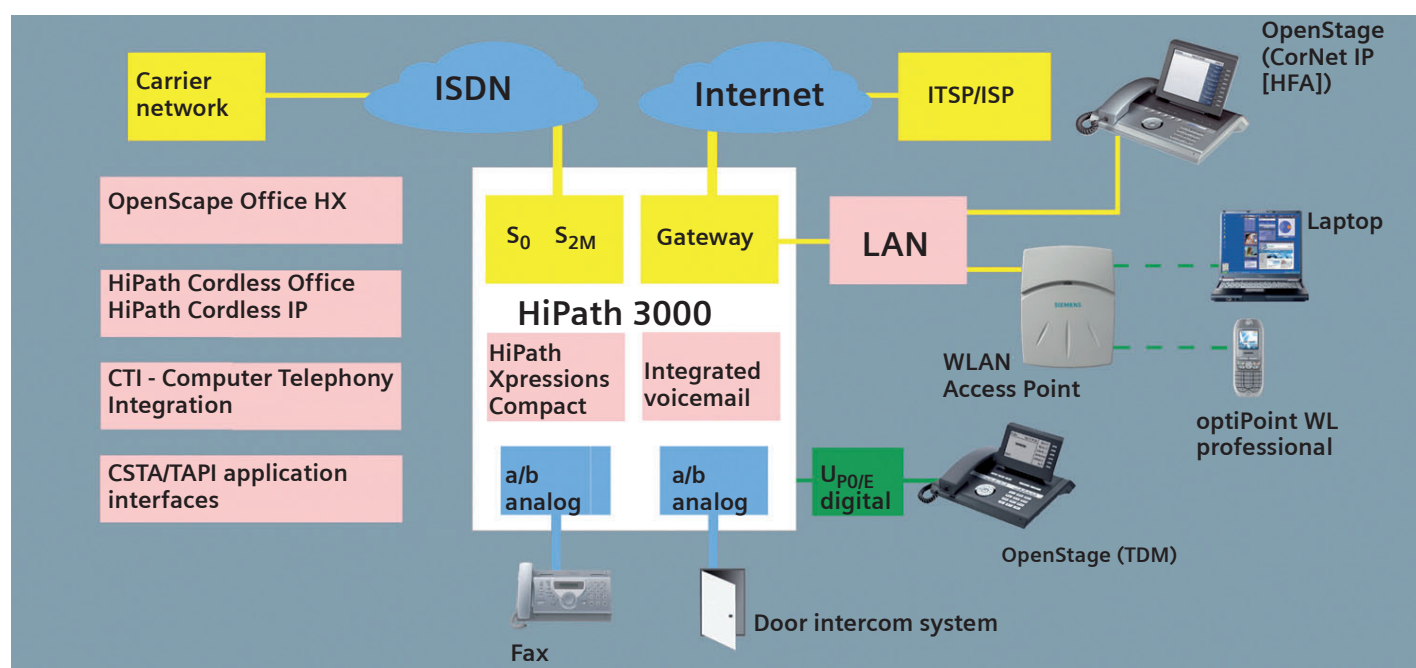 Carrier
network
ISDN
Internet
ITSP/ISP
OpenStage
(CorNet IP
[HFA])
OpenScape Office HX
HiPath Cordless Office
HiPath Cordless IP
CTI - Computer Telephony
Integration
CSTA/TAPI application
interfaces
S0 S2M
Gateway
LAN
HiPath 3000
HiPath
Xpressions
Compact
Integrated
voicemail
a/b
analog
a/b
analog
UP0/E
digital
SIEMENS
WLAN
Access Point
Laptop
optiPoint WL
professional
OpenStage (TDM)
Fax
Door intercom system